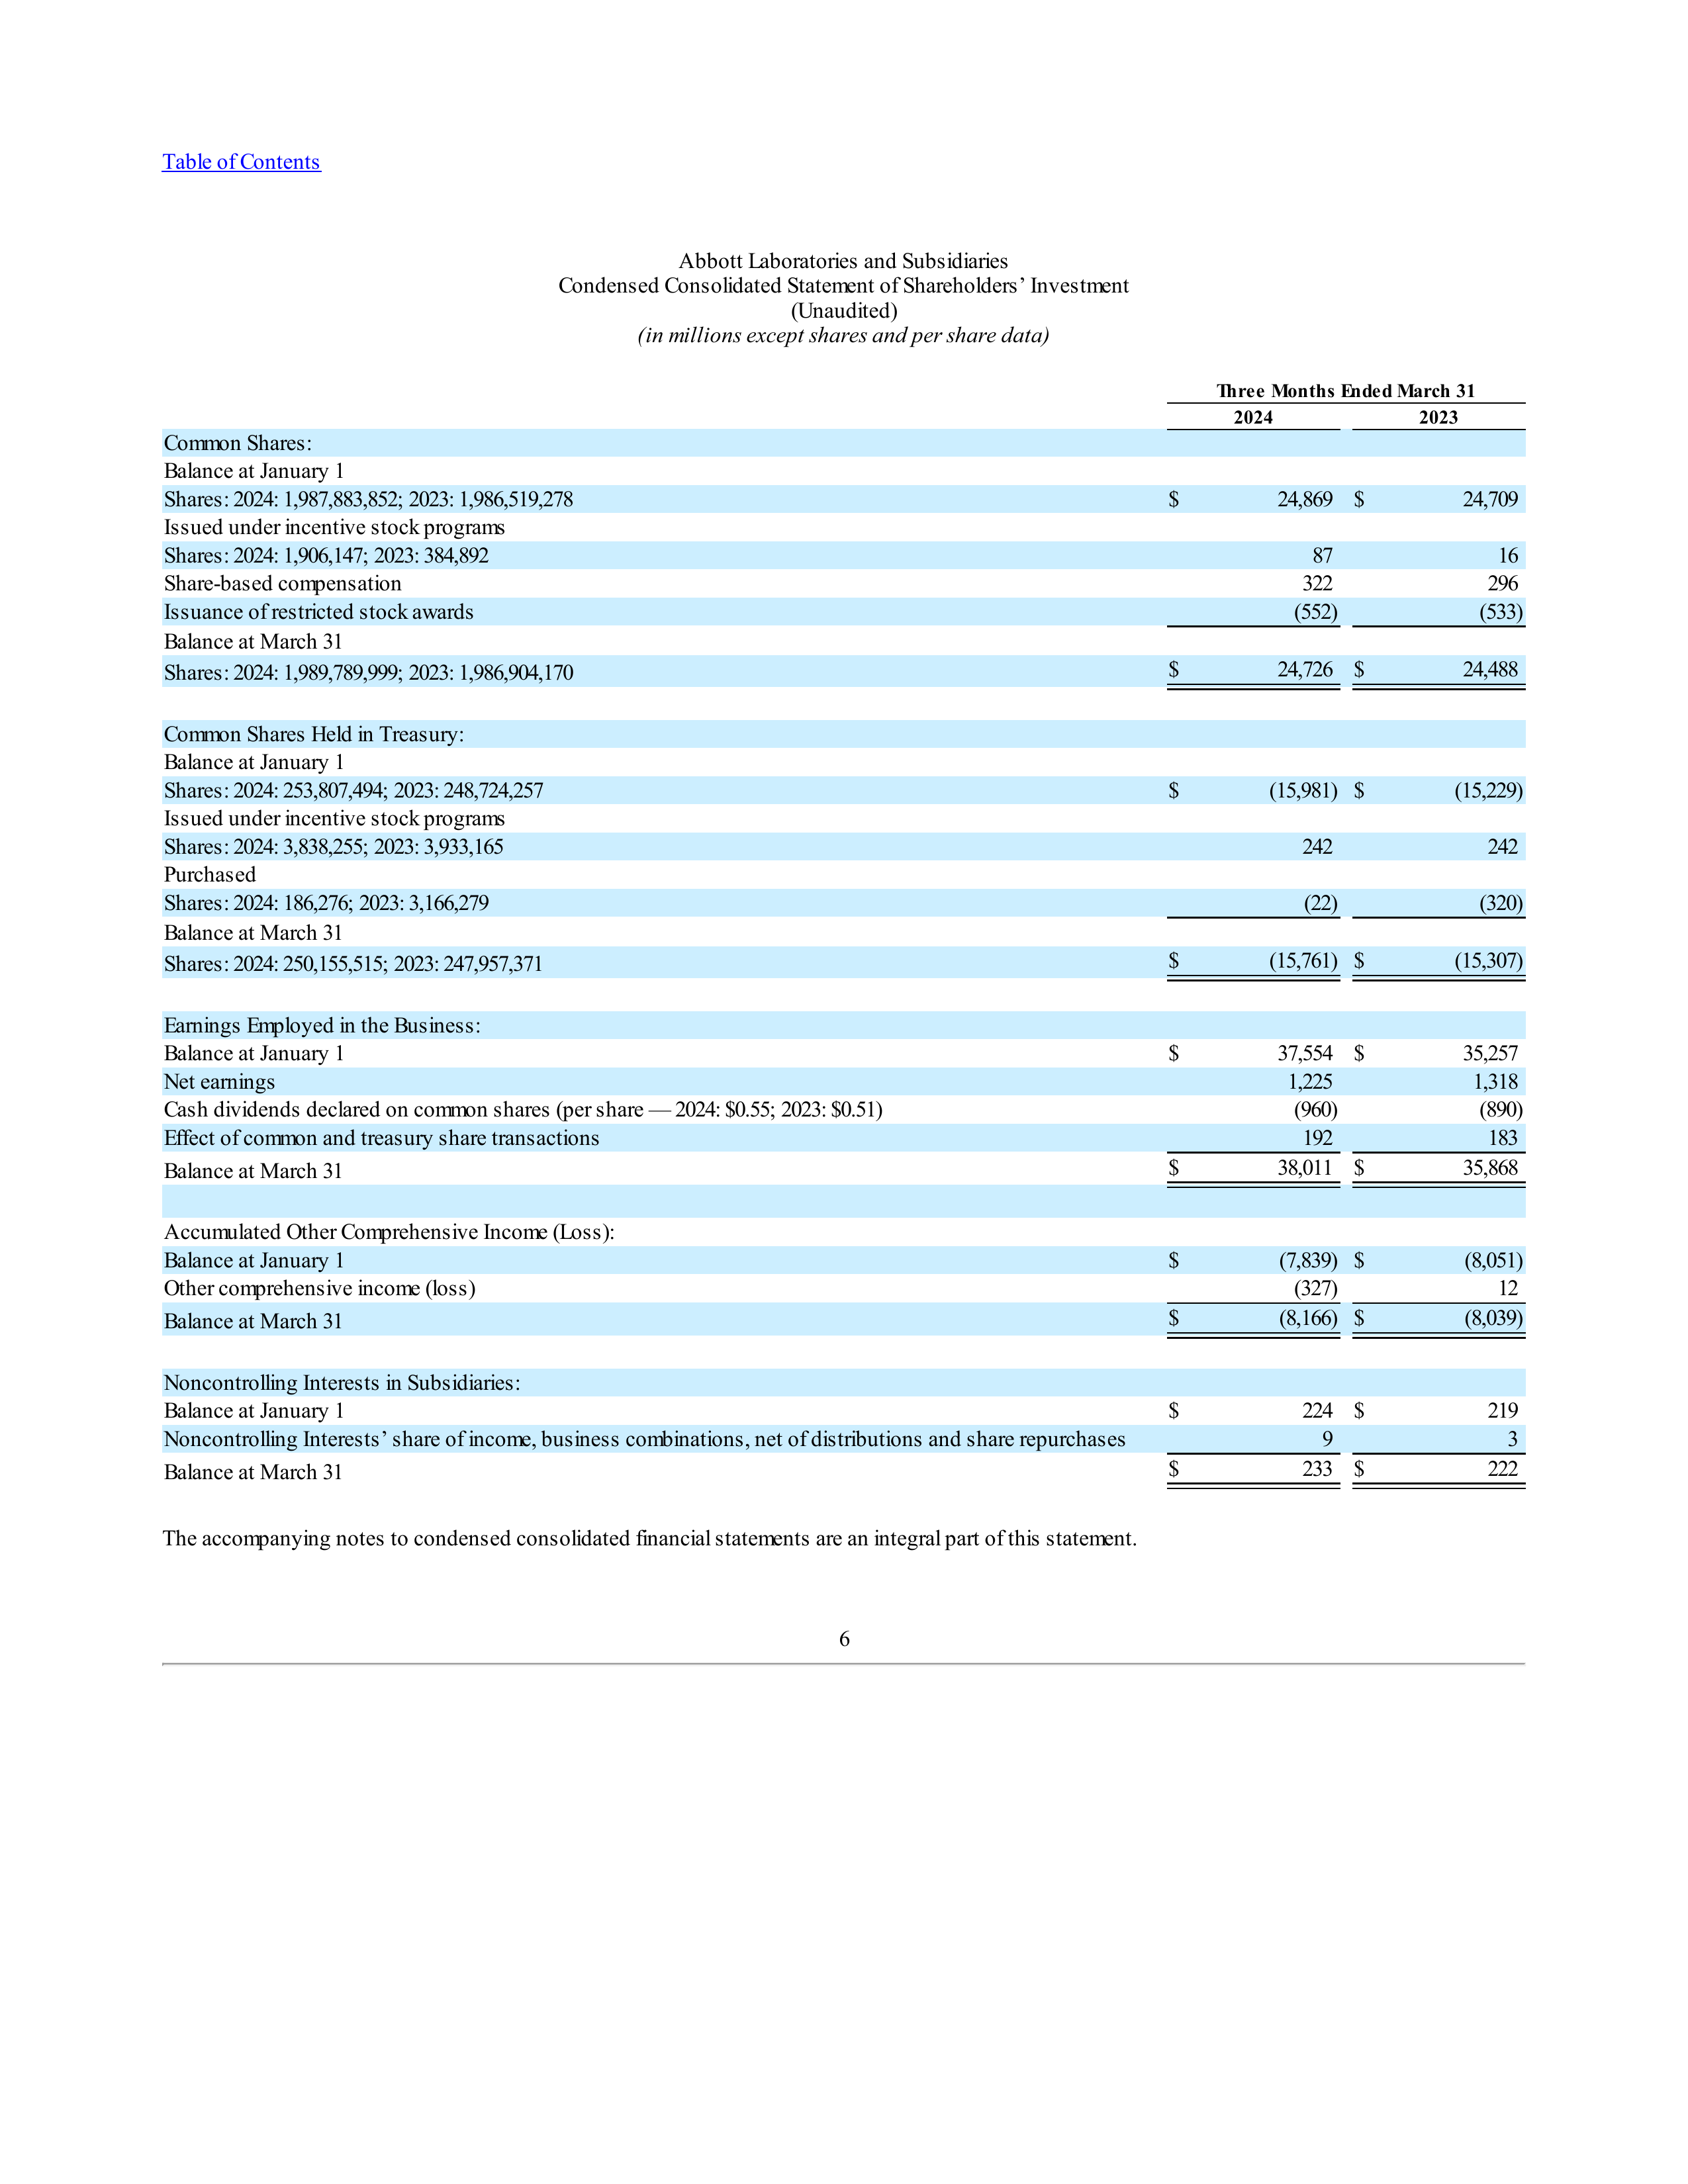 Table of Contents
Abbott Laboratories and Subsidiaries
Condensed Consolidated Statement of Shareholders’ Investment
(Unaudited)
(in millions except shares and per share data)
Three Months Ended March 31
2024 2023
Common Shares:
Balance at January 1
Shares: 2024: 1,987,883,852; 2023: 1,986,519,278 $ 24,869 $ 24,709
Issued under incentive stock programs
Shares: 2024: 1,906,147; 2023: 384,892 87 16
Share-based compensation 322 296
Issuance of restricted stock awards (552) (533)
Balance at March 31
Shares: 2024: 1,989,789,999; 2023: 1,986,904,170 $ 24,726 $ 24,488
Common Shares Held in Treasury:
Balance at January 1
Shares: 2024: 253,807,494; 2023: 248,724,257 $ (15,981) $ (15,229)
Issued under incentive stock programs
Shares: 2024: 3,838,255; 2023: 3,933,165 242 242
Purchased
Shares: 2024: 186,276; 2023: 3,166,279 (22) (320)
Balance at March 31
Shares: 2024: 250,155,515; 2023: 247,957,371 $ (15,761) $ (15,307)
Earnings Employed in the Business:
Balance at January 1 $ 37,554 $ 35,257
Net earnings 1,225 1,318
Cash dividends declared on common shares (per share — 2024: $0.55; 2023: $0.51) (960) (890)
Effect of common and treasury share transactions 192 183
Balance at March 31 $ 38,011 $ 35,868
Accumulated Other Comprehensive Income (Loss):
Balance at January 1 $ (7,839) $ (8,051)
Other comprehensive income (loss) (327) 12
Balance at March 31 $ (8,166) $ (8,039)
Noncontrolling Interests in Subsidiaries:
Balance at January 1 $ 224 $ 219
Noncontrolling Interests’ share of income, business combinations, net of distributions and share repurchases 9 3
Balance at March 31 $ 233 $ 222
The accompanying notes to condensed consolidated financial statements are an integral part of this statement.
6